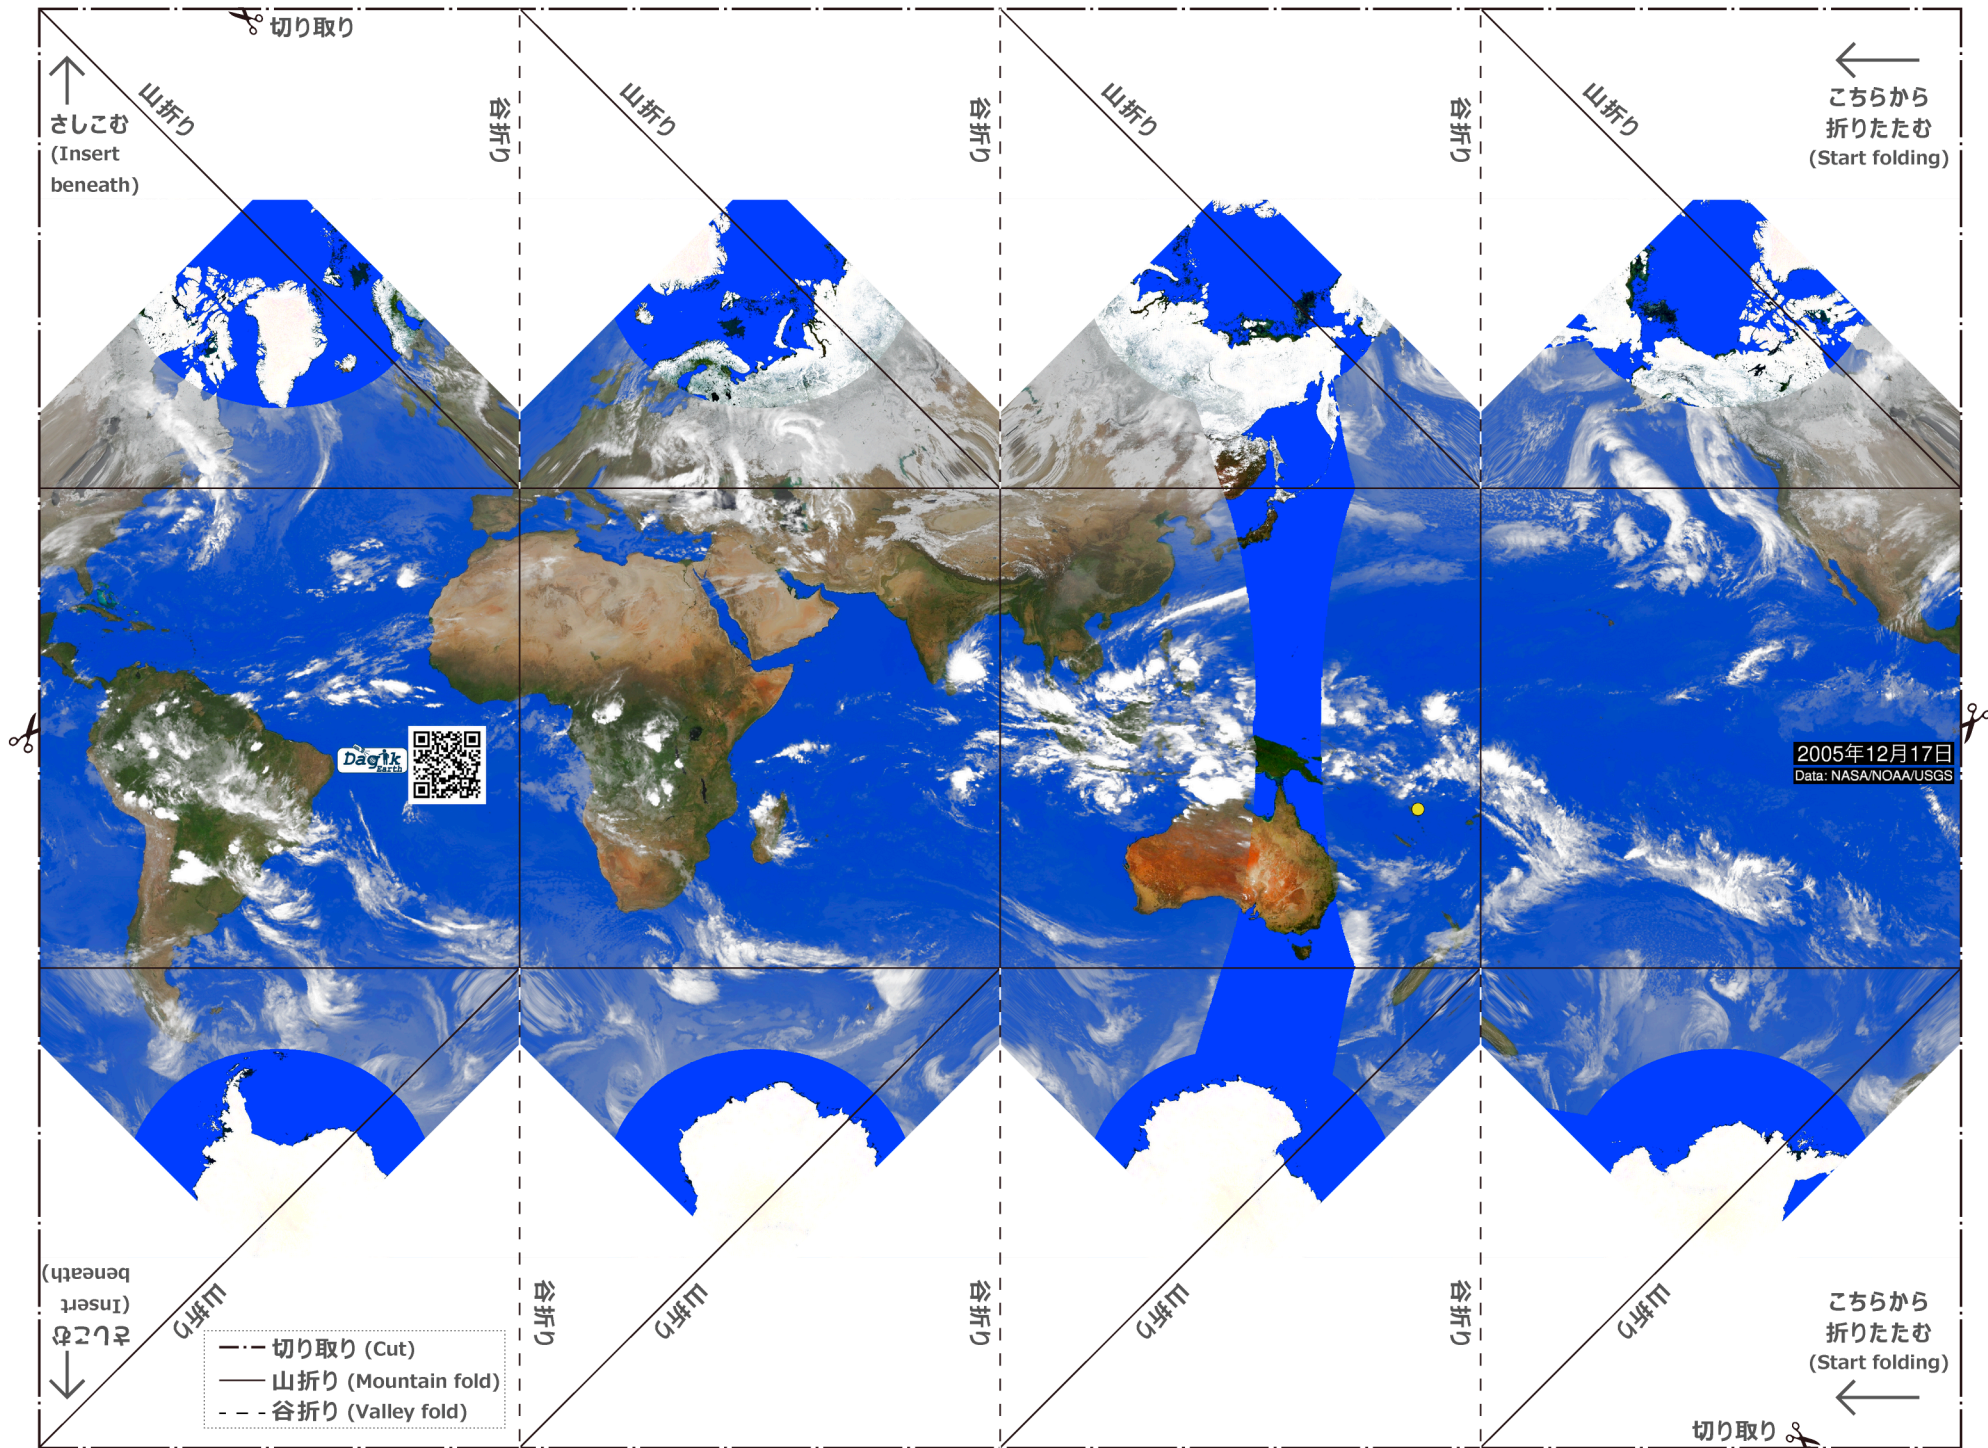 切り取り
さしこむ
(Insert
beneath)
山折り
谷折り
山折り
谷折り
山折り
谷折り
山折り
こちらから
折りたたむ
(Start folding)
Dagik
Earth
2005年12月17日
Data: NASA/NOAA/USGS
さしこむ
(Insert
beneath)
山折り
谷折り
山折り
谷折り
山折り
谷折り
山折り
こちらから
折りたたむ
(Start folding)
切り取り (Cut)
山折り (Mountain fold)
谷折り (Valley fold)
切り取り